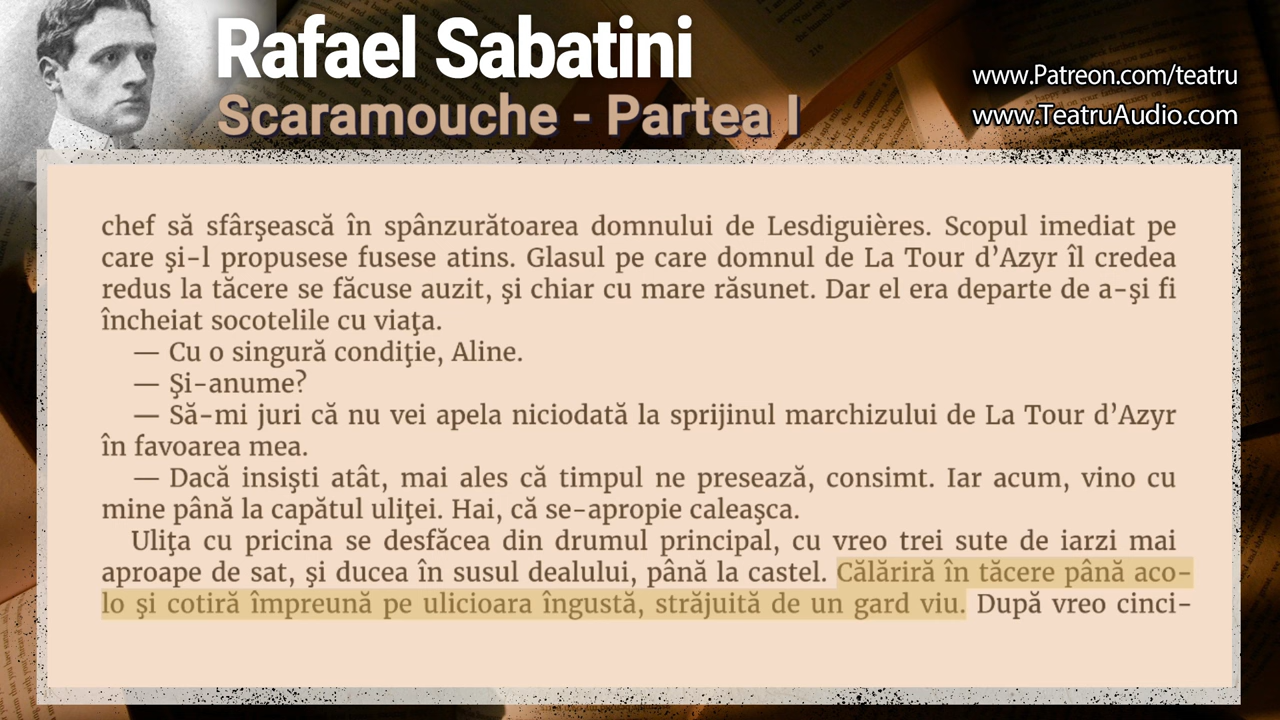 Rafael Sabatini
Scaramouche - Partea I
www.Patreon.com/teatru
www.TeatruAudio.com
chef să sfârşească în spânzurătoarea domnului de Lesdiguières. Scopul imediat pe
care şi-l propusese fusese atins. Glasul pe care domnul de La Tour d’Azyr îl credea
redus la tăcere se făcuse auzit, şi chiar cu mare răsunet. Dar el era departe de a-şi fi
încheiat socotelile cu viaţa.
— Cu o singură condiţie, Aline.
— Şi-anume?
— Să-mi juri că nu vei apela niciodată la sprijinul marchizului de La Tour d’Azyr
în favoarea mea.
— Dacă insişti atât, mai ales că timpul ne presează, consimt. Iar acum, vino cu
mine până la capătul uliţei. Hai, că se-apropie caleaşca.
Uliţa cu pricina se desfăcea din drumul principal, cu vreo trei sute de iarzi mai
aproape de sat, şi ducea în susul dealului, până la castel. Călăriră în tăcere până aco-
lo şi cotiră împreună pe ulicioara îngustă, străjuită de un gard viu. După vreo cinci-